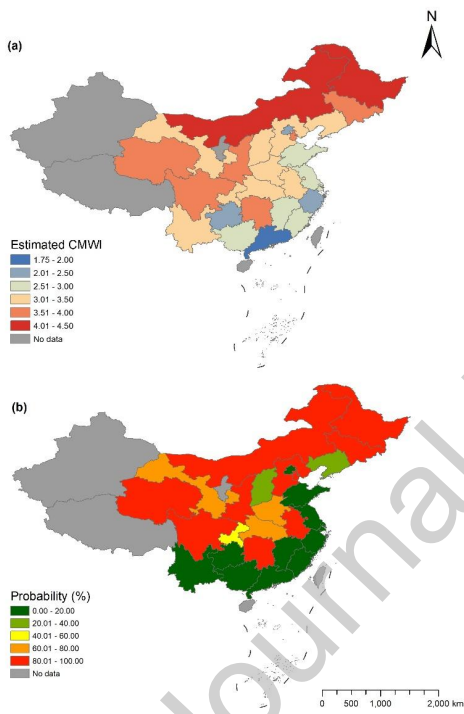 N
(a)
Estimated CMWI
1.75 - 2.00
2.01 - 2.50
2.51 - 3.00
3.01 - 3.50
3.51 - 4.00
4.01 - 4.50
No data
(b)
Probability (%)
0.00 - 20.00
20.01 - 40.00
40.01 - 60.00
60.01 - 80.00
80.01 - 100.00
No data
0 500 1,000 2,000 km
Journal